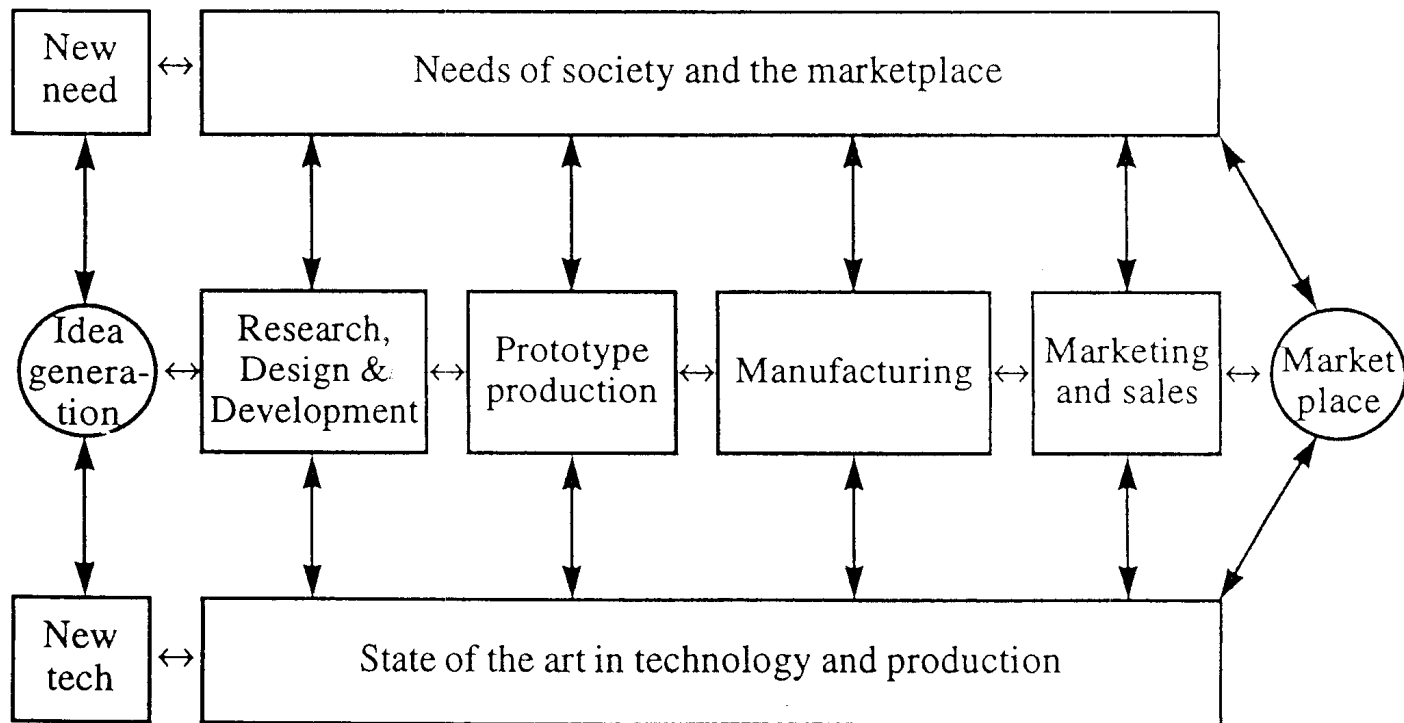 New
need
Needs of society and the marketplace
Idea
genera-
tion
Research,
Design &
Development
Prototype
production
Manufacturing
Marketing
and sales
Market
place
New
tech
State of the art in technology and production